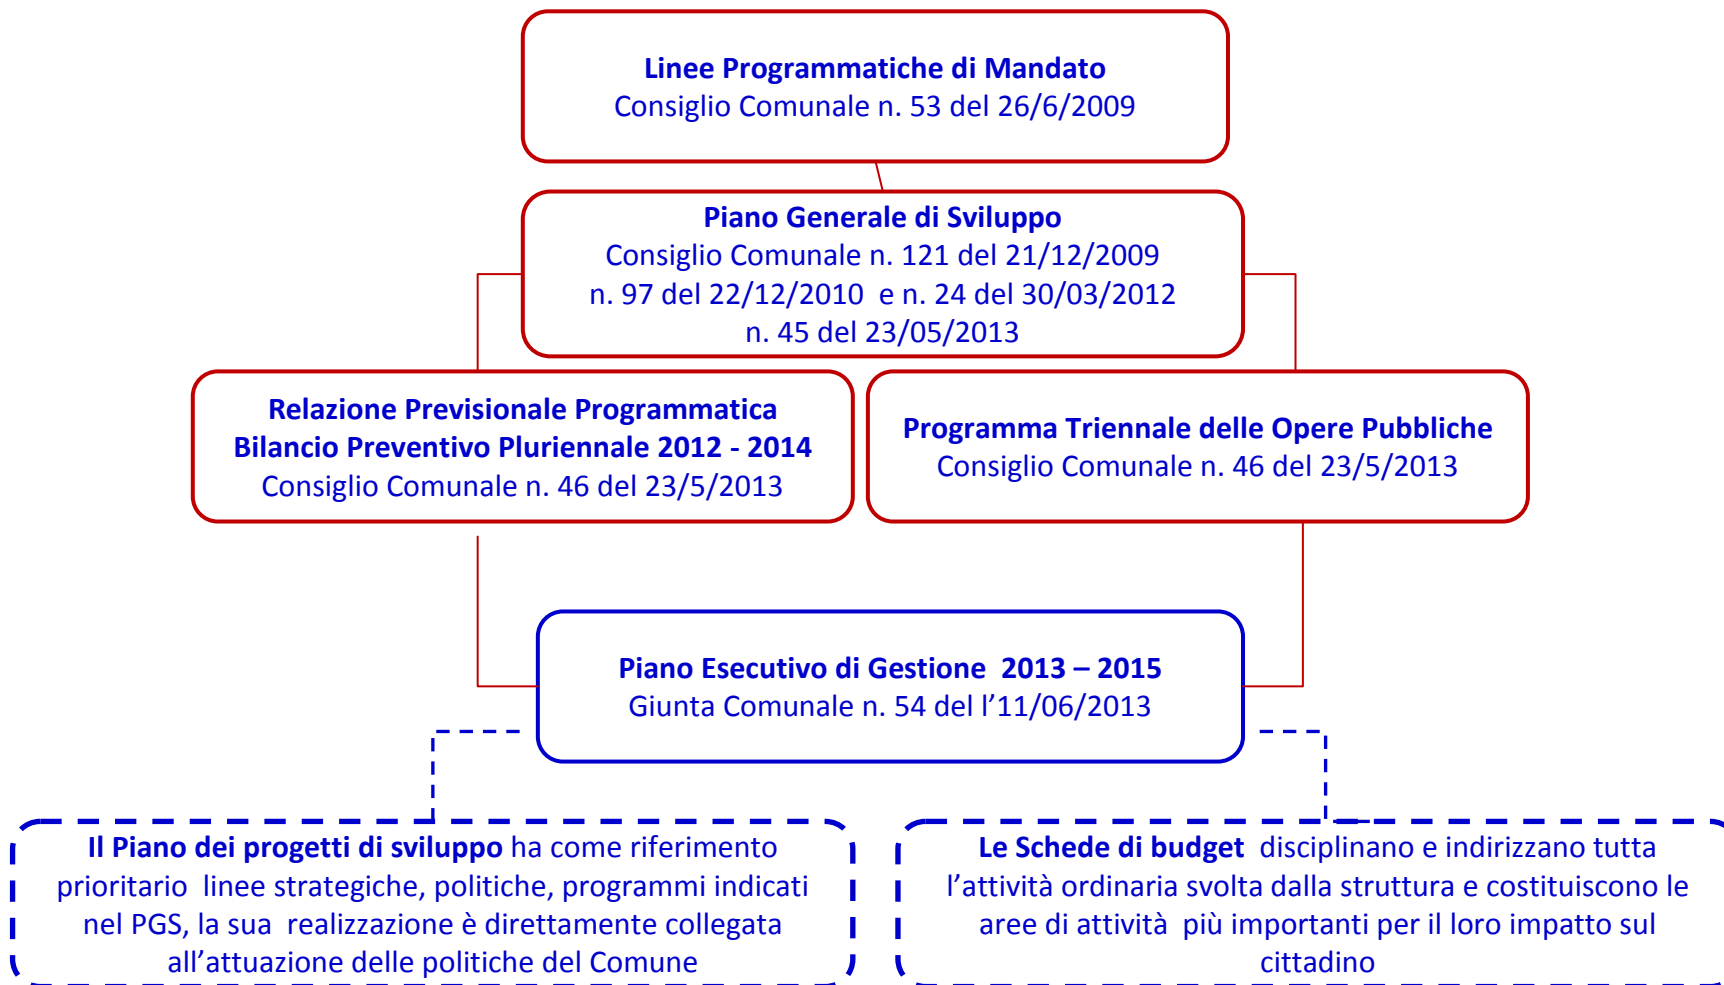 Linee Programmatiche di Mandato
Consiglio Comunale n. 53 del 26/6/2009
Piano Generale di Sviluppo
Consiglio Comunale n. 121 del 21/12/2009
n. 97 del 22/12/2010 e n. 24 del 30/03/2012
n. 45 del 23/05/2013
Relazione Previsionale Programmatica
Bilancio Preventivo Pluriennale 2012 - 2014
Consiglio Comunale n. 46 del 23/5/2013
Programma Triennale delle Opere Pubbliche
Consiglio Comunale n. 46 del 23/5/2013
Piano Esecutivo di Gestione 2013 – 2015
Giunta Comunale n. 54 del l’11/06/2013
Il Piano dei progetti di sviluppo ha come riferimento
prioritario linee strategiche, politiche, programmi indicati
nel PGS, la sua realizzazione è direttamente collegata
all’attuazione delle politiche del Comune
Le Schede di budget disciplinano e indirizzano tutta
l’attività ordinaria svolta dalla struttura e costituiscono le
aree di attività più importanti per il loro impatto sul
cittadino